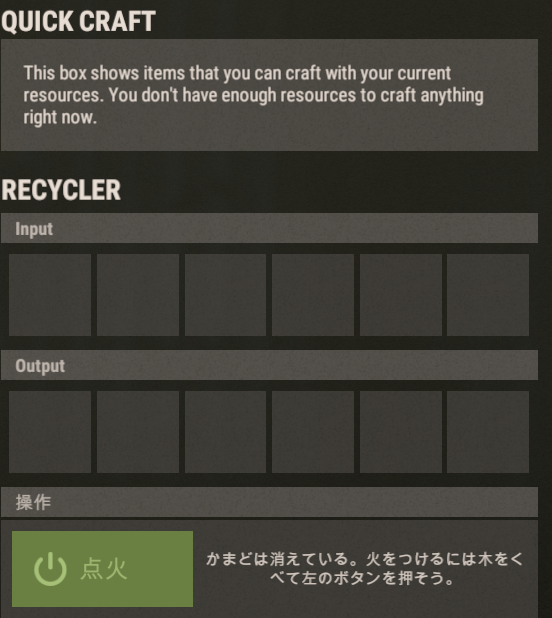 QUICK CRAFT
This box shows items that you can craft with your current
resources. You don't have enough resources to craft anything
right now.
RECYCLER
Input
Output
操作
点火
かまどは消えている。火をつけるには木をく
べて左のボタンを押そう。